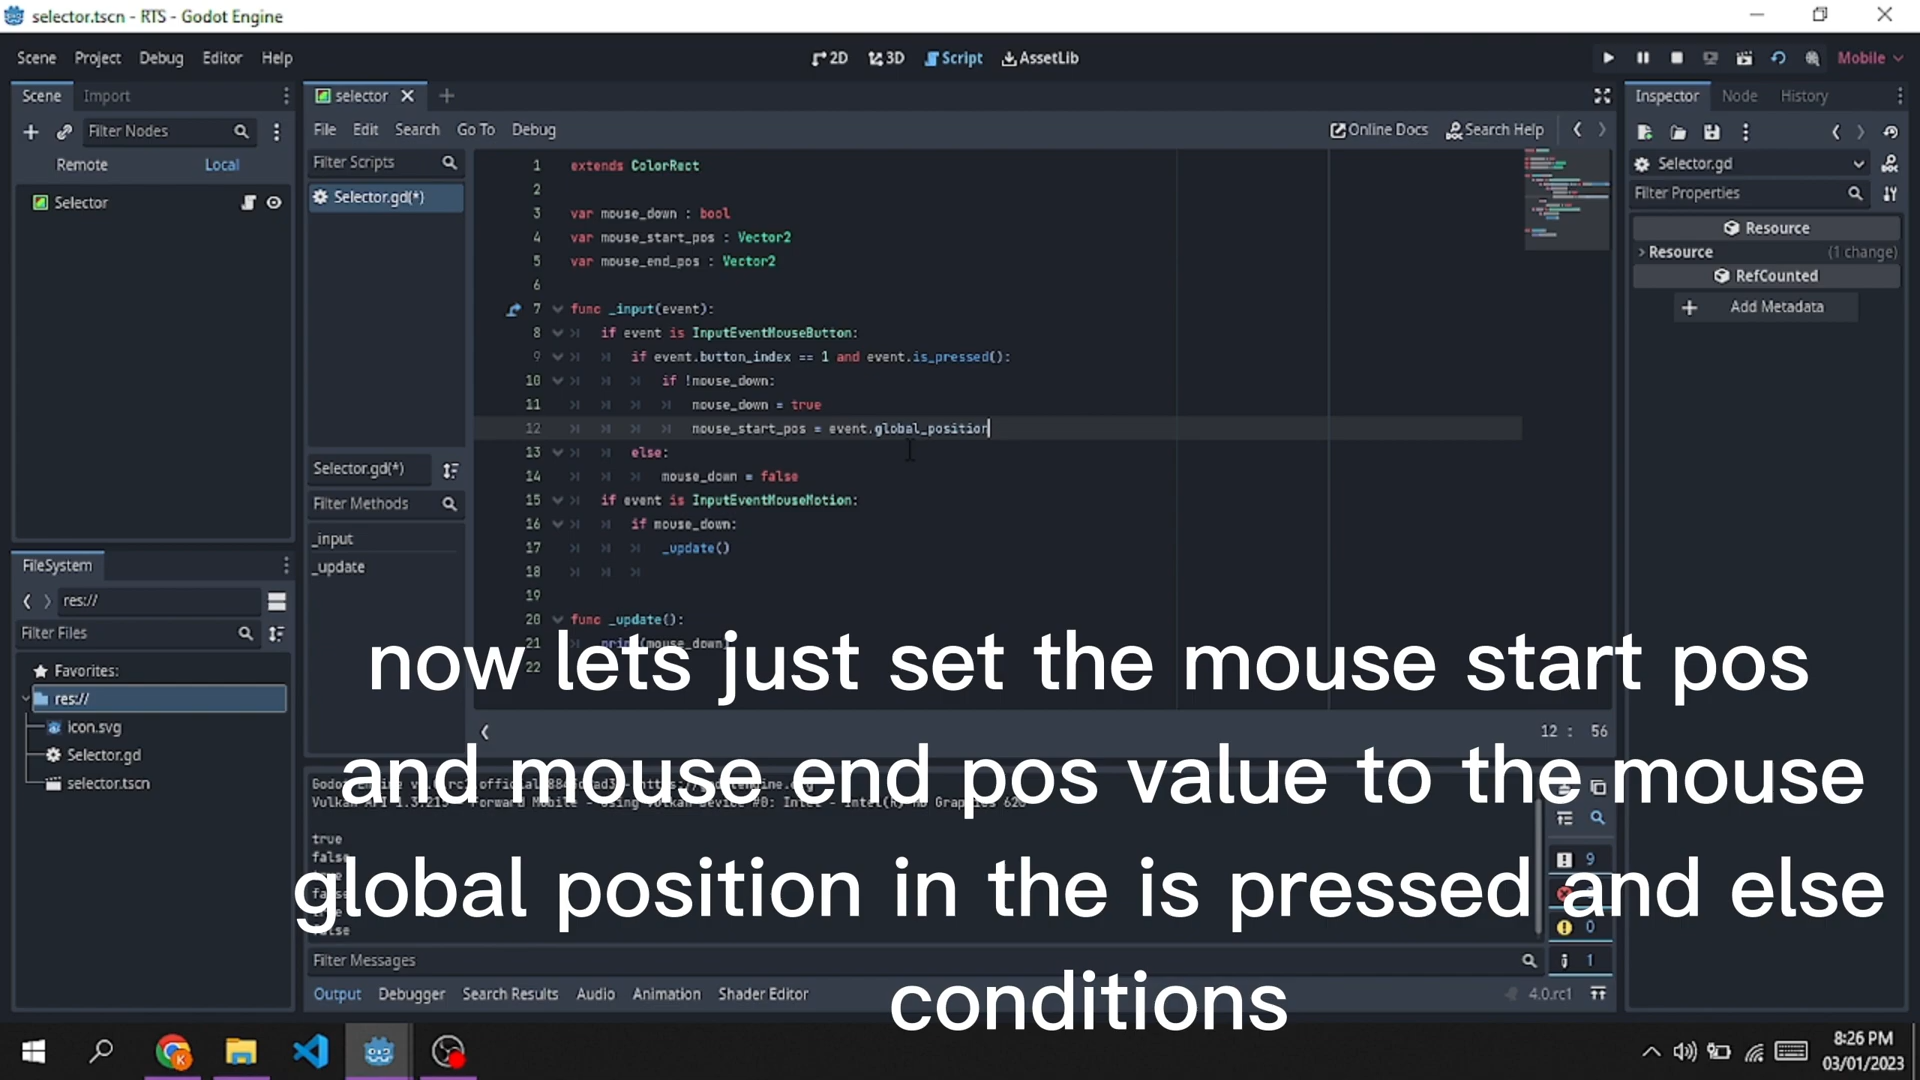 selector.tscn - RTS - Godot Engine
Scene Project Debug Editor Help
2D 3D Script AssetLib
Mobile
Scene Import
selector
Inspector Node History
Filter Nodes
File Edit Search Go To Debug
Online Docs Search Help
Remote Local
Filter Scripts
Selector.gd
Selector
Selector.gd(*)
Filter Properties
Resource
Resource (1 change)
RefCounted
Add Metadata
1 extends ColorRect
2
3 var mouse_down : bool
4 var mouse_start_pos : Vector2
5 var mouse_end_pos : Vector2
6
7 func _input(event):
8 if event is InputEventMouseButton:
9 if event.button_index == 1 and event.is_pressed():
10 if !mouse_down:
11 mouse_down = true
12 mouse_start_pos = event.global_position
13 else:
14 mouse_down = false
15 if event is InputEventMouseMotion:
16 if mouse_down:
17 _update()
18
19
20 func _update():
21 print(mouse_down)
22
Selector.gd(*)
Filter Methods
_input
_update
FileSystem
res://
Filter Files
Favorites:
res://
icon.svg
Selector.gd
selector.tscn
now lets just set the mouse start pos
and mouse end pos value to the mouse
global position in the is pressed and else
conditions
12 : 56
true
false
false
false
9
0
1
Filter Messages
Output Debugger Search Results Audio Animation Shader Editor
4.0.rc1
8:26 PM
03/01/2023